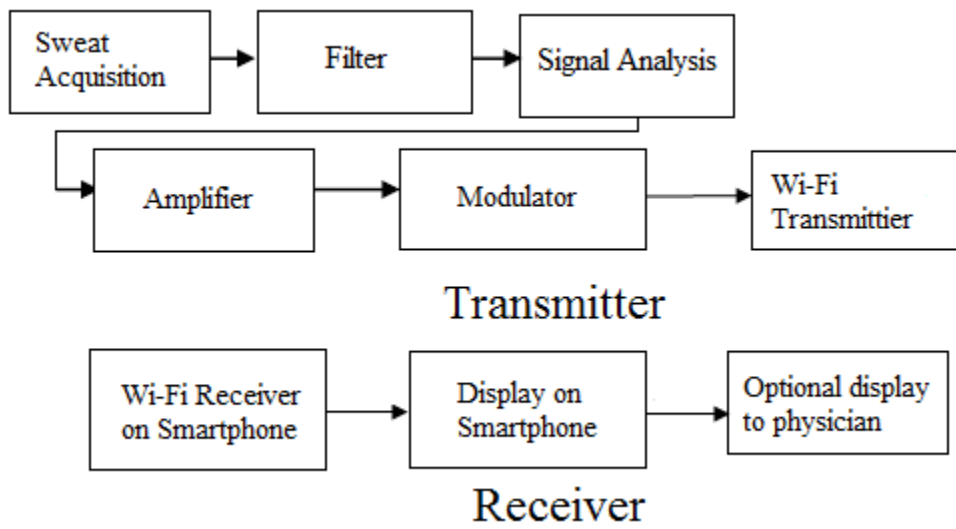 Sweat
Acquisition
Filter
Signal Analysis
Amplifier
Modulator
Wi-Fi
Transmittier
Transmitter
Wi-Fi Receiver
on Smartphone
Display on
Smartphone
Optional display
to physician
Receiver